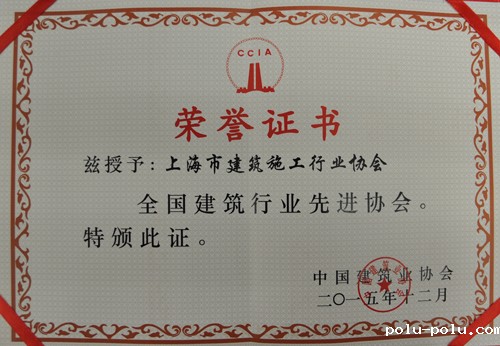 CCIA
荣誉证书
兹授予：上海市建筑施工行业协会
全国建筑行业先进协会。
特颁此证。
中国建筑业协会
二〇一五年十二月
polu-polu.com